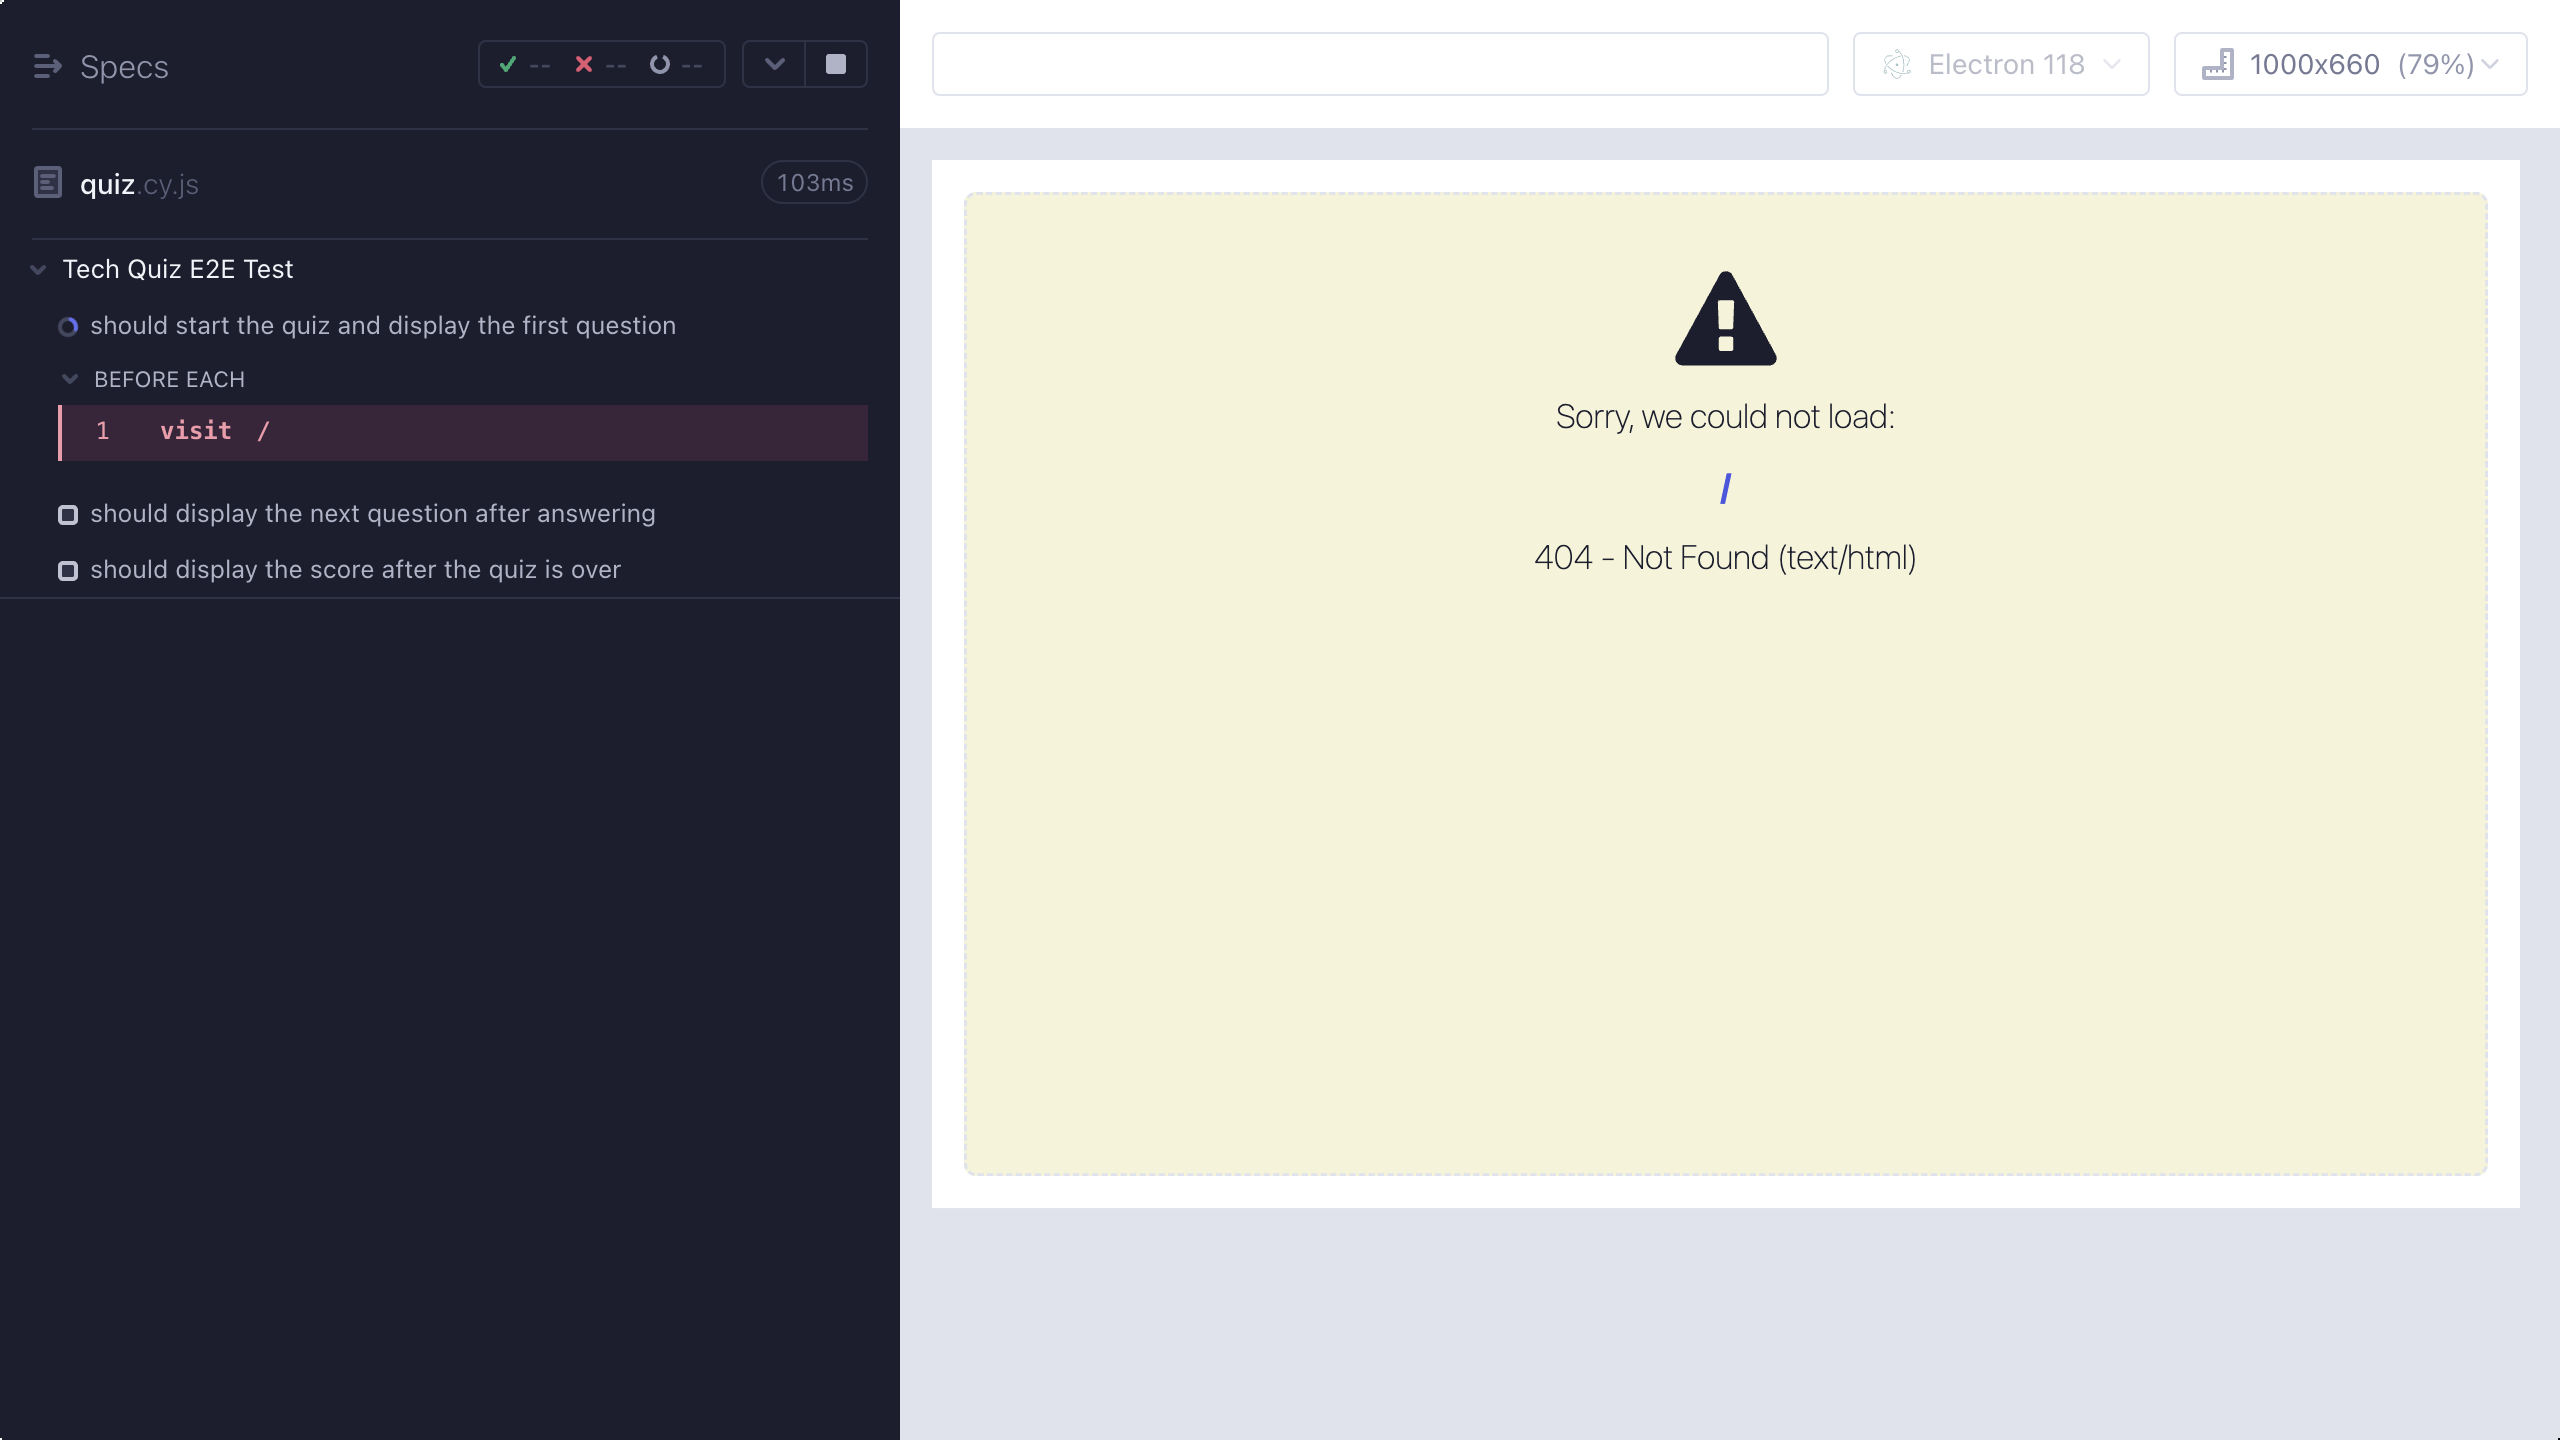 Specs
-- -- --
quiz.cy.js 103ms
Tech Quiz E2E Test
should start the quiz and display the first question
BEFORE EACH
1 visit /
should display the next question after answering
should display the score after the quiz is over
Electron 118
1000x660 (79%)
Sorry, we could not load:
/
404 - Not Found (text/html)